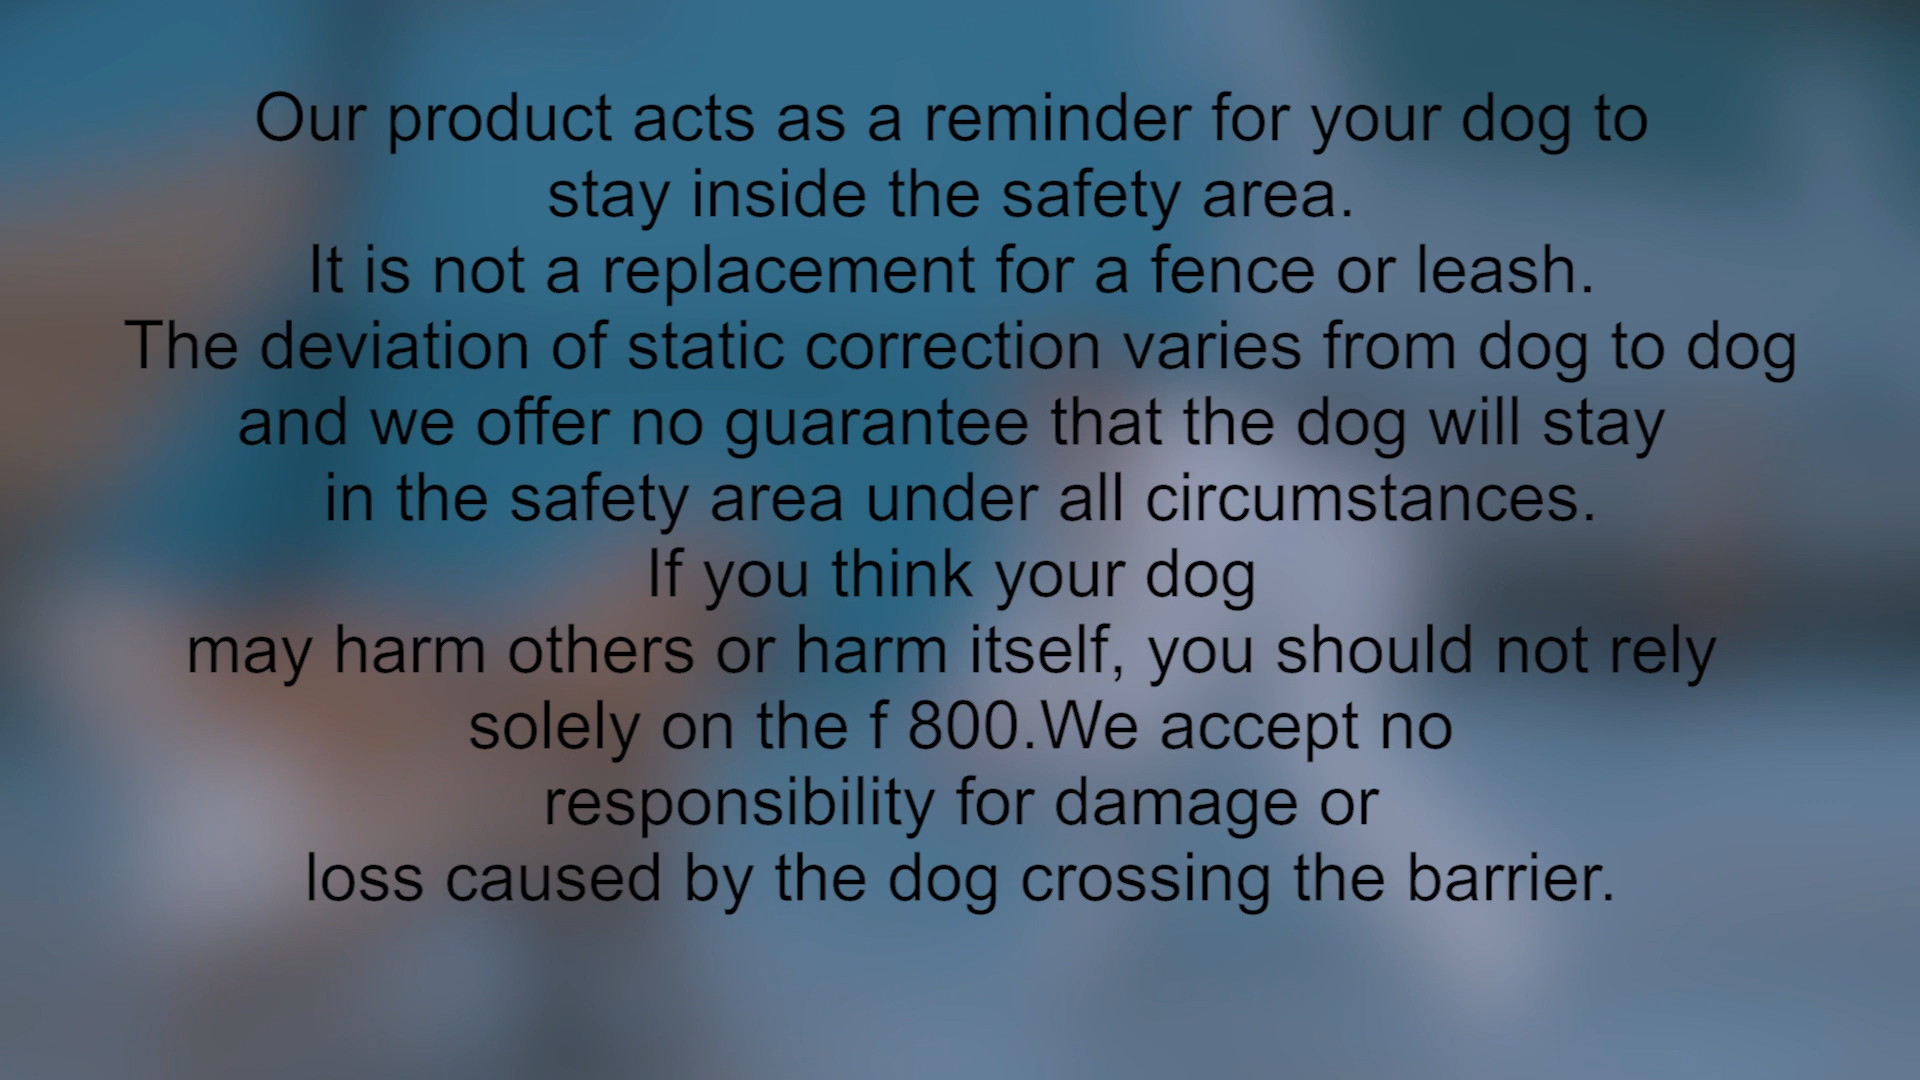 Our product acts as a reminder for your dog to
stay inside the safety area.
It is not a replacement for a fence or leash.
The deviation of static correction varies from dog to dog
and we offer no guarantee that the dog will stay
in the safety area under all circumstances.
If you think your dog
may harm others or harm itself, you should not rely
solely on the f 800.We accept no
responsibility for damage or
loss caused by the dog crossing the barrier.